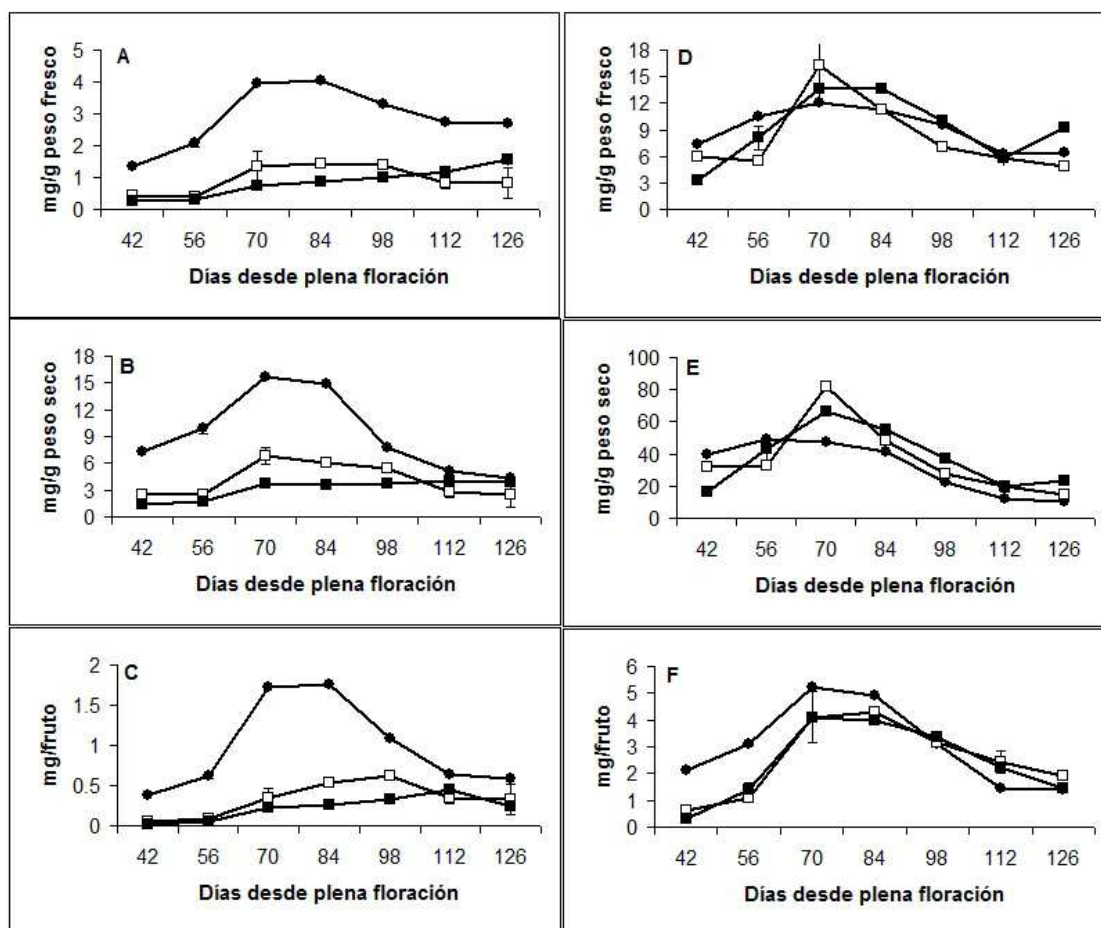 A
mg/g peso fresco
5
4
3
2
1
0
42 56 70 84 98 112 126
Días desde plena floración
D
mg/g peso fresco
18
15
12
9
6
3
0
42 56 70 84 98 112 126
Días desde plena floración
B
mg/g peso seco
18
15
12
9
6
3
0
42 56 70 84 98 112 126
Días desde plena floración
E
mg/g peso seco
100
80
60
40
20
0
42 56 70 84 98 112 126
Días desde plena floración
C
mg/fruto
2
1.5
1
0.5
0
42 56 70 84 98 112 126
Días desde plena floración
F
mg/fruto
6
5
4
3
2
1
0
42 56 70 84 98 112 126
Días desde plena floración